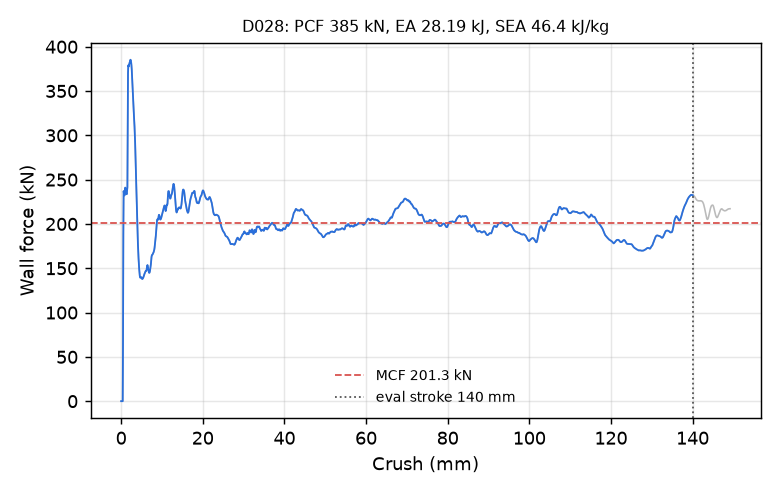 D028: PCF 385 kN, EA 28.19 kJ, SEA 46.4 kJ/kg
Wall force (kN)
400
350
300
250
200
150
100
50
0
MCF 201.3 kN
eval stroke 140 mm
0 20 40 60 80 100 120 140
Crush (mm)